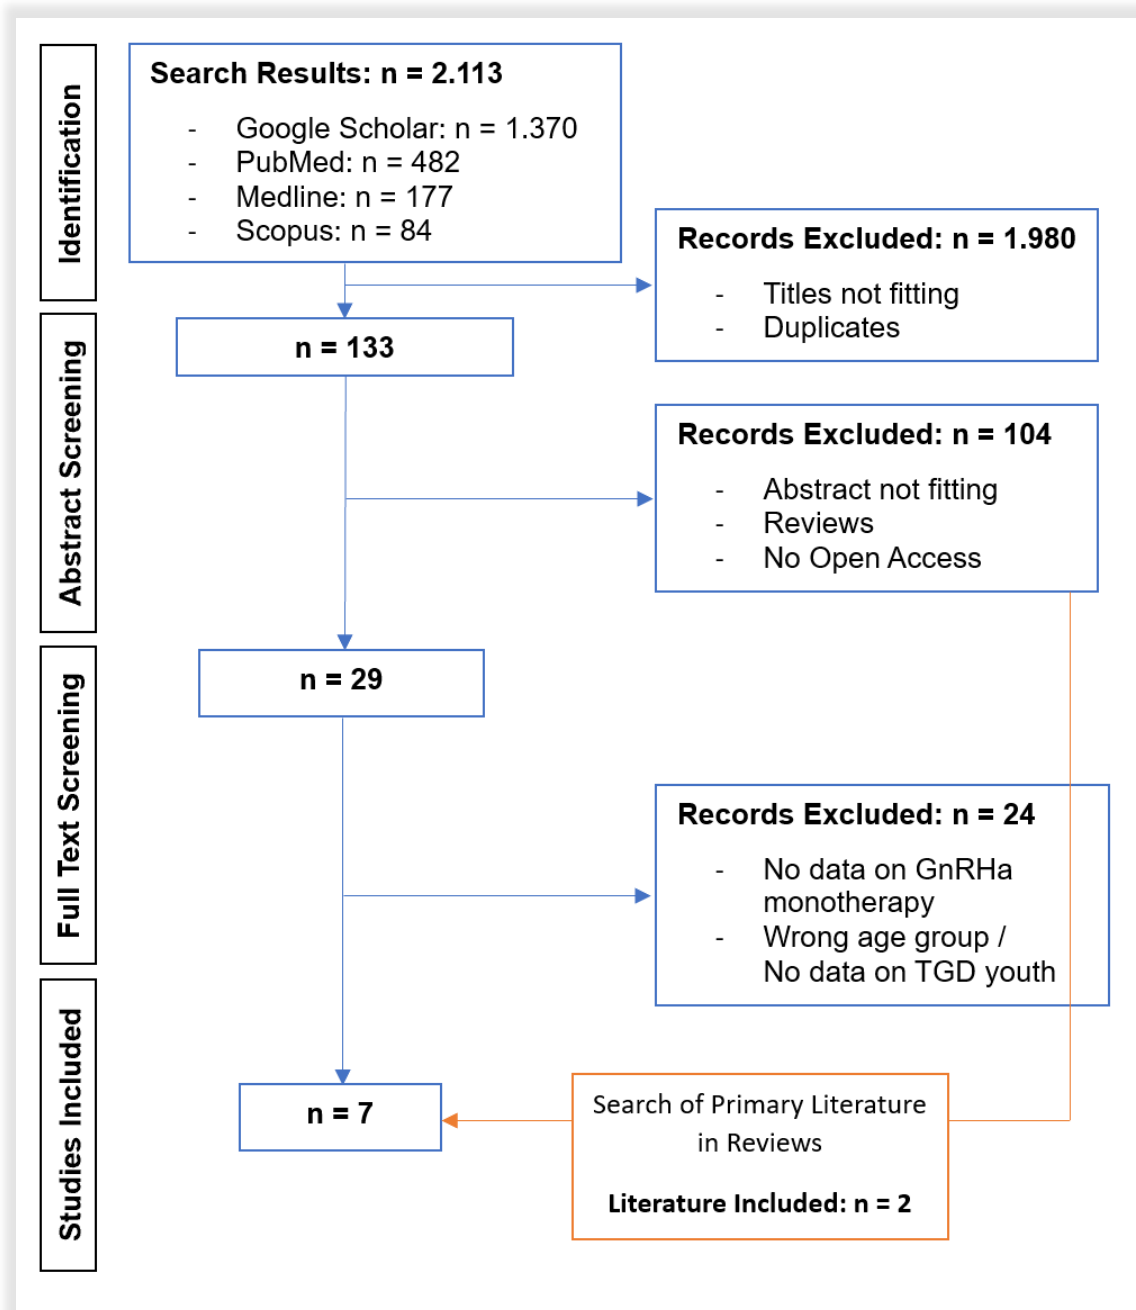 Identification
Search Results: n = 2.113
- Google Scholar: n = 1.370
- PubMed: n = 482
- Medline: n = 177
- Scopus: n = 84
Records Excluded: n = 1.980
- Titles not fitting
- Duplicates
Abstract Screening
n = 133
Records Excluded: n = 104
- Abstract not fitting
- Reviews
- No Open Access
Full Text Screening
n = 29
Records Excluded: n = 24
- No data on GnRHa
monotherapy
- Wrong age group /
No data on TGD youth
Studies Included
n = 7
Search of Primary Literature
in Reviews
Literature Included: n = 2